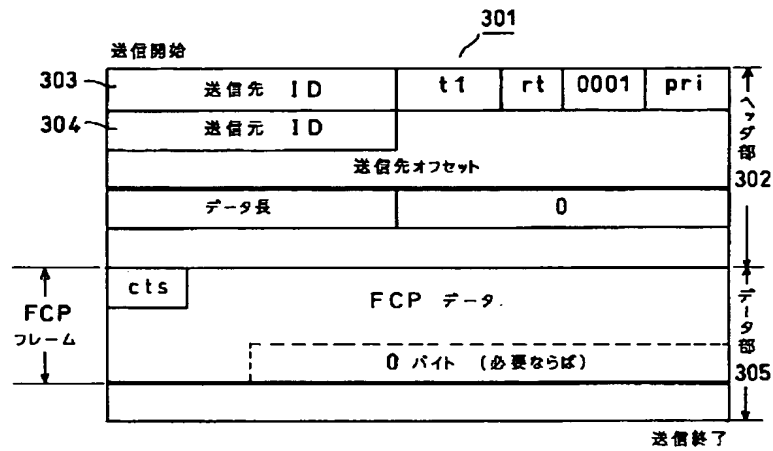 301
送信開始
303 送信先 ID t1 rt 0001 pri
304 送信元 ID
ヘッダ部
302
送信先オフセット
データ長 0
cts
FCP データ.
FCP
フレーム
0 バイト (必要ならば)
データ部
305
送信終了